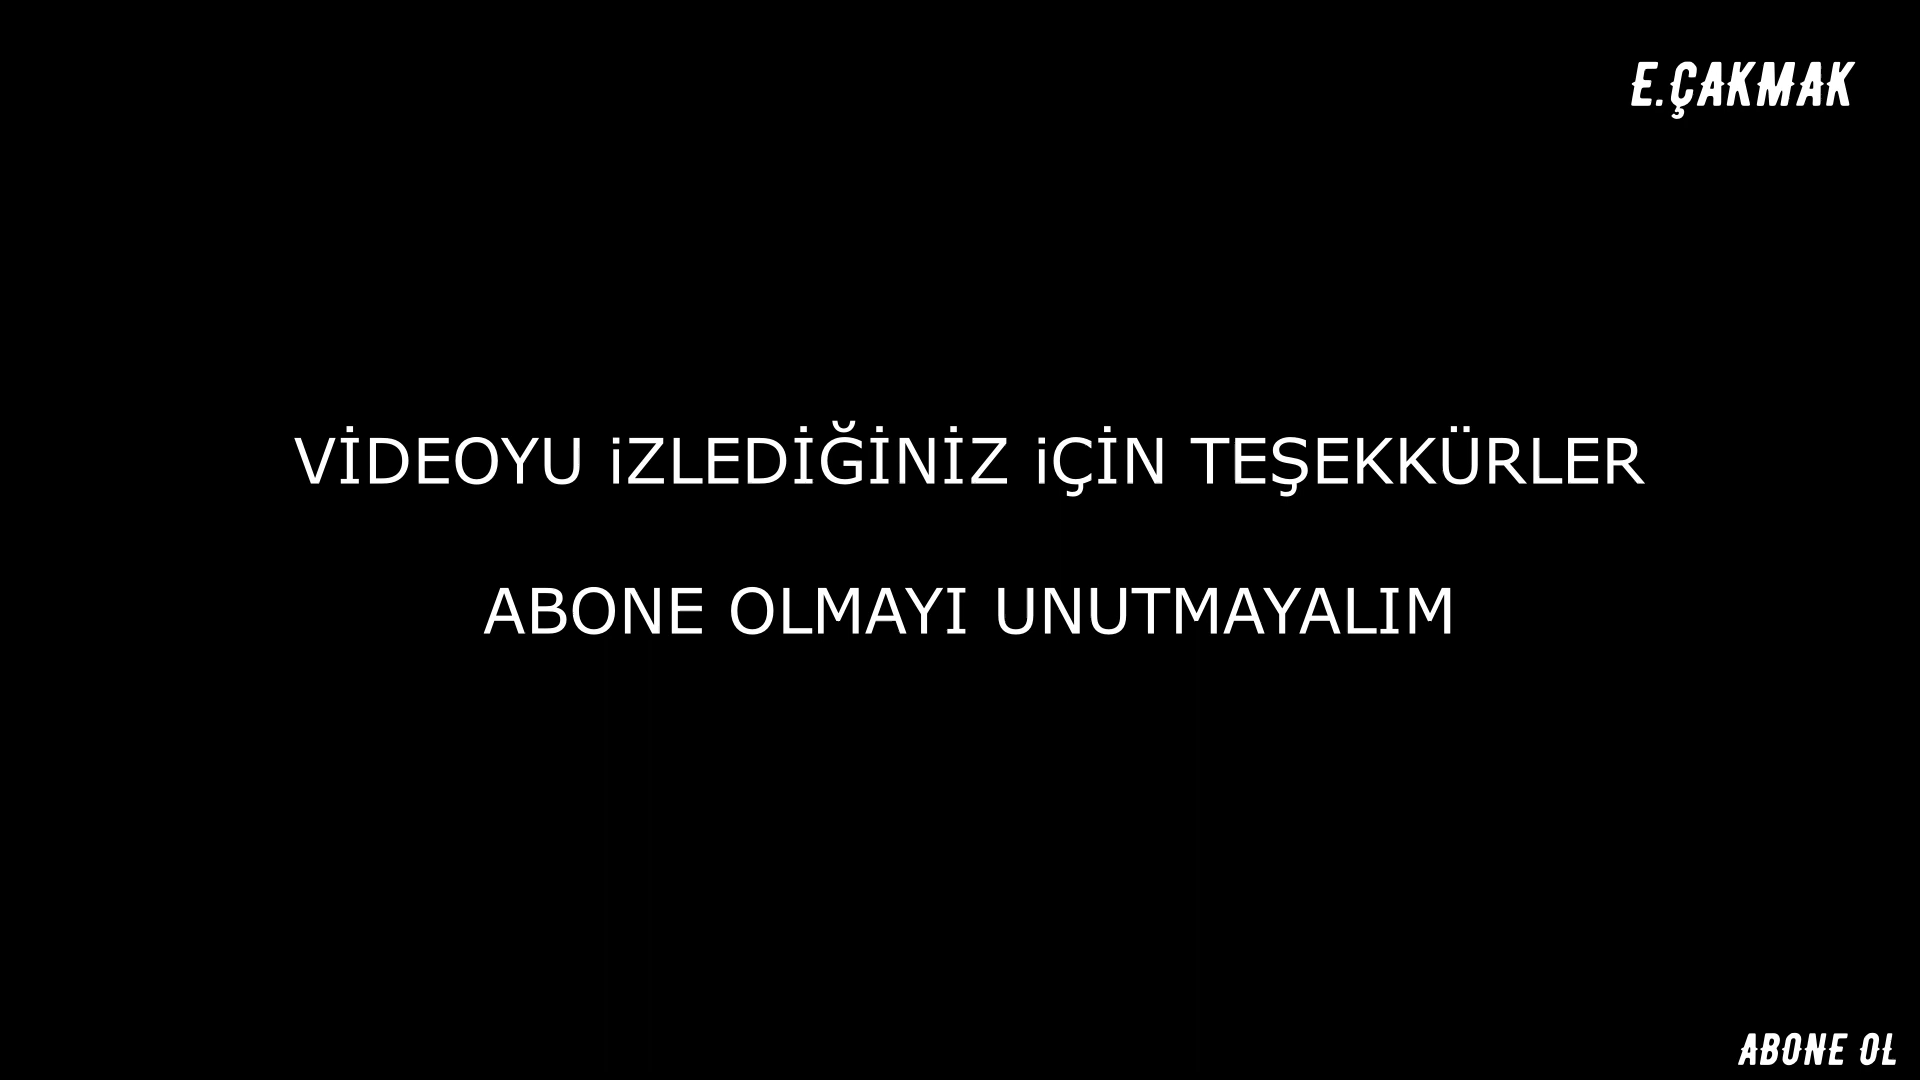 E.ÇAKMAK
VİDEOYU iZLEDİĞİNİZ iÇİN TEŞEKKÜRLER
ABONE OLMAYI UNUTMAYALIM
ABONE OL